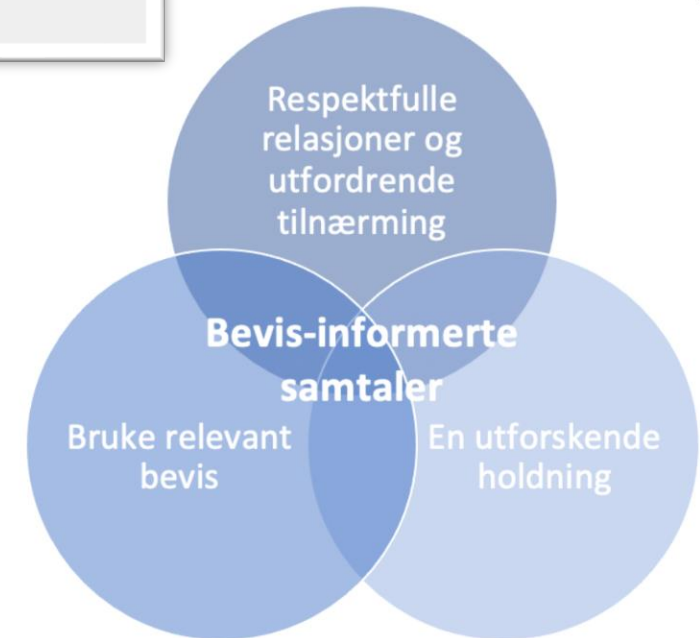 Respektfulle
relasjoner og
utfordrende
tilnærming
Bevis-informerte
samtaler
Bruke relevant
bevis
En utforskende
holdning